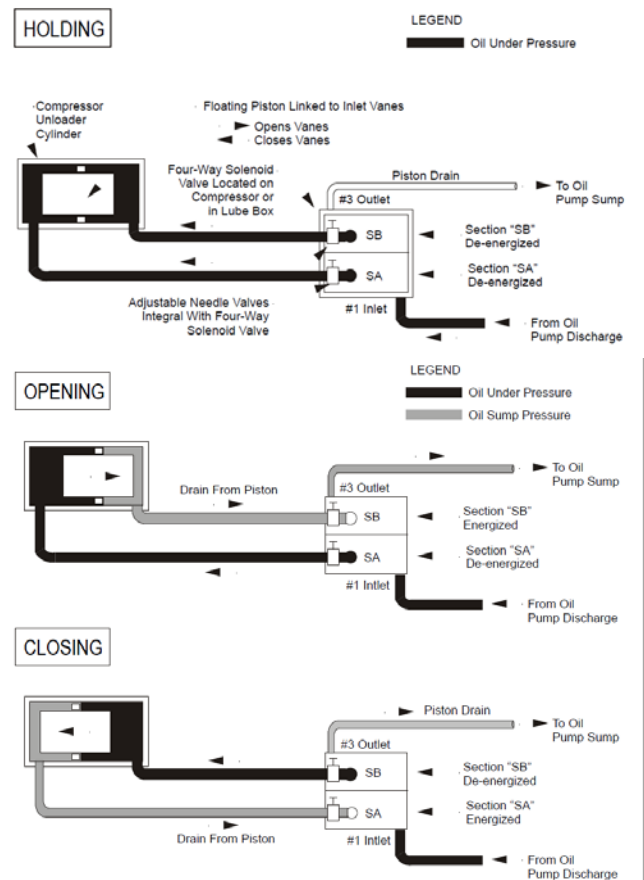 HOLDING
LEGEND
Oil Under Pressure
Compressor
Unloader
Cylinder
Floating Piston Linked to Inlet Vanes
Opens Vanes
Closes Vanes
Four-Way Solenoid
Valve Located on
Compressor or
in Lube Box
Piston Drain
#3 Outlet
To Oil
Pump Sump
SB
Section "SB"
De-energized
SA
Section "SA"
De-energized
Adjustable Needle Valves
Integral With Four-Way
Solenoid Valve
#1 Inlet
From Oil
Pump Discharge
OPENING
LEGEND
Oil Under Pressure
Oil Sump Pressure
To Oil
Pump Sump
Drain From Piston
#3 Outlet
SB
Section "SB"
Energized
SA
Section "SA"
De-energized
#1 Intlet
From Oil
Pump Discharge
CLOSING
Piston Drain
To Oil
Pump Sump
#3 Outlet
SB
Section "SB"
De-energized
SA
Section "SA"
Energized
Drain From Piston
#1 Inlet
From Oil
Pump Discharge